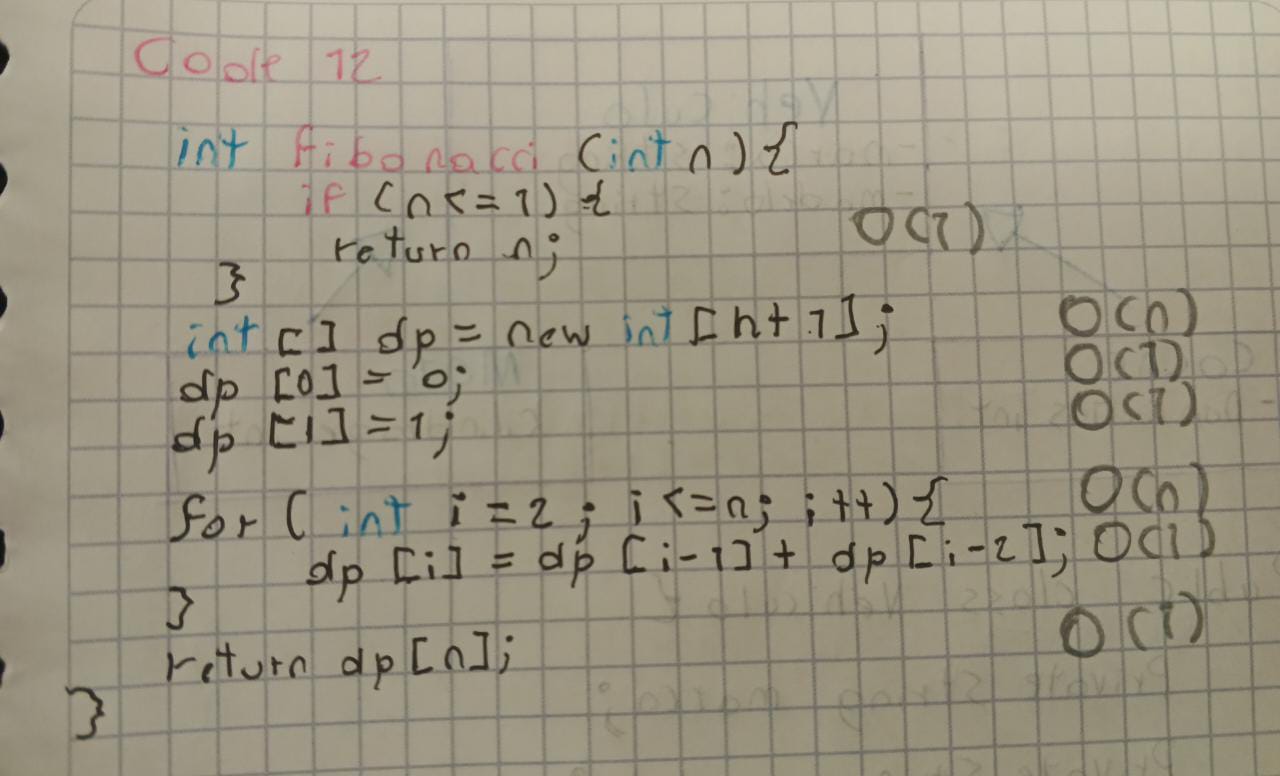 Code 12
int fibonacci (int n) {
if (n <= 1) {
return n; O(1)
}
int [] dp = new int [n + 1]; O(n)
dp [0] = 0; O(1)
dp [1] = 1; O(1)
for ( int i = 2 ; i <= n; i ++) { O(n)
dp [i] = dp [i-1] + dp [i-2]; O(1)
}
return dp [n]; O(1)
}